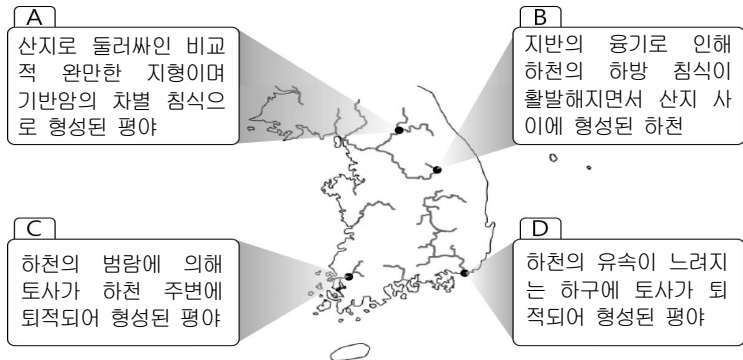 A
산지로 둘러싸인 비교
적 완만한 지형이며
기반암의 차별 침식으
로 형성된 평야
B
지반의 융기로 인해
하천의 하방 침식이
활발해지면서 산지 사
이에 형성된 하천
C
하천의 범람에 의해
토사가 하천 주변에
퇴적되어 형성된 평야
D
하천의 유속이 느려지
는 하구에 토사가 퇴
적되어 형성된 평야